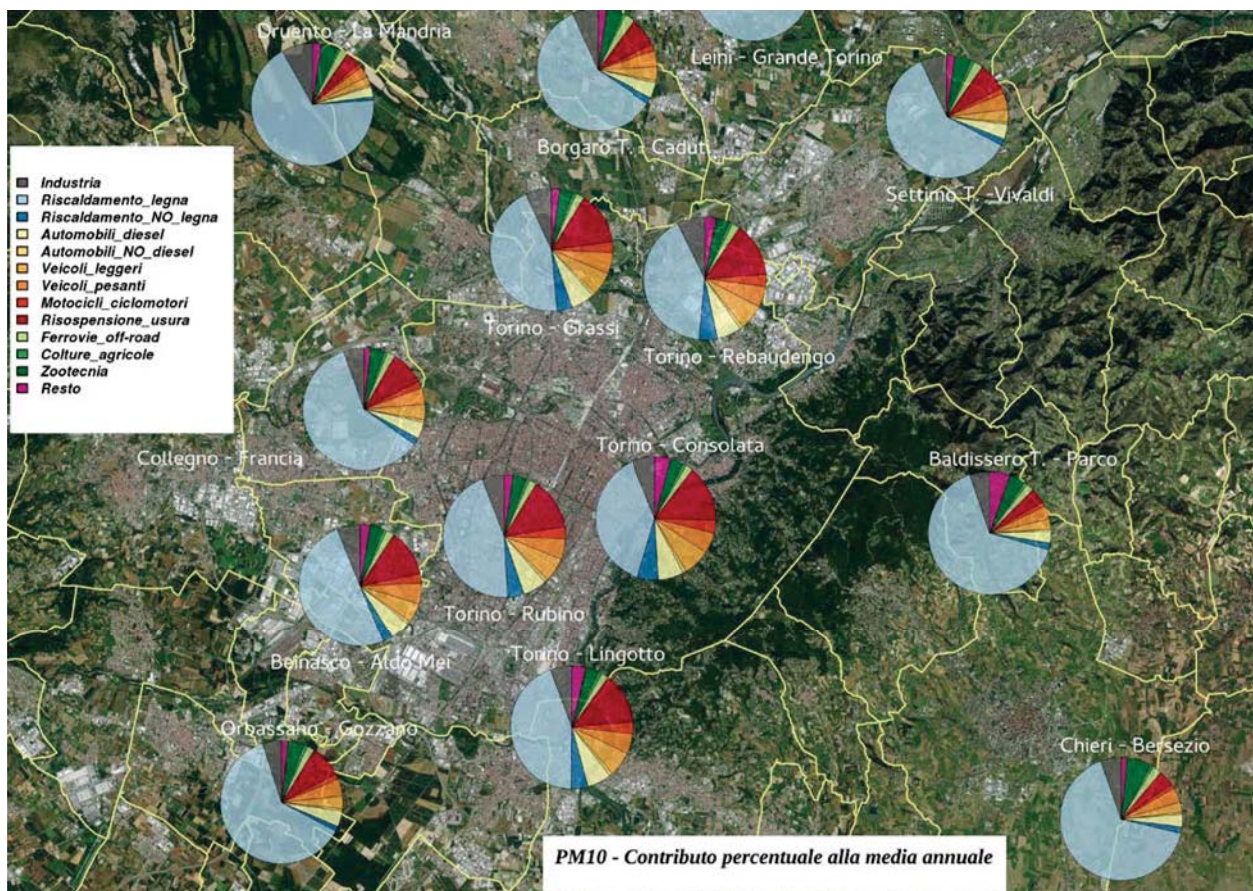 Druento - La Mandria
Leini - Grande Torino
Borgaro T. - Caduti
Settimo T. -Vivaldi
Industria
Riscaldamento_legna
Riscaldamento_NO_legna
Automobili_diesel
Automobili_NO_diesel
Veicoli_leggeri
Veicoli_pesanti
Motocicli_ciclomotori
Risospensione_usura
Ferrovie_off-road
Colture_agricole
Zootecnia
Resto
Torino - Grassi
Torino - Rebaudengo
Collegno - Francia
Torino - Consolata
Baldissero T. - Parco
Torino - Rubino
Beinasco - Aldo Mei
Torino - Lingotto
Orbassano - Gozzano
Chieri - Bersezio
PM10 - Contributo percentuale alla media annuale